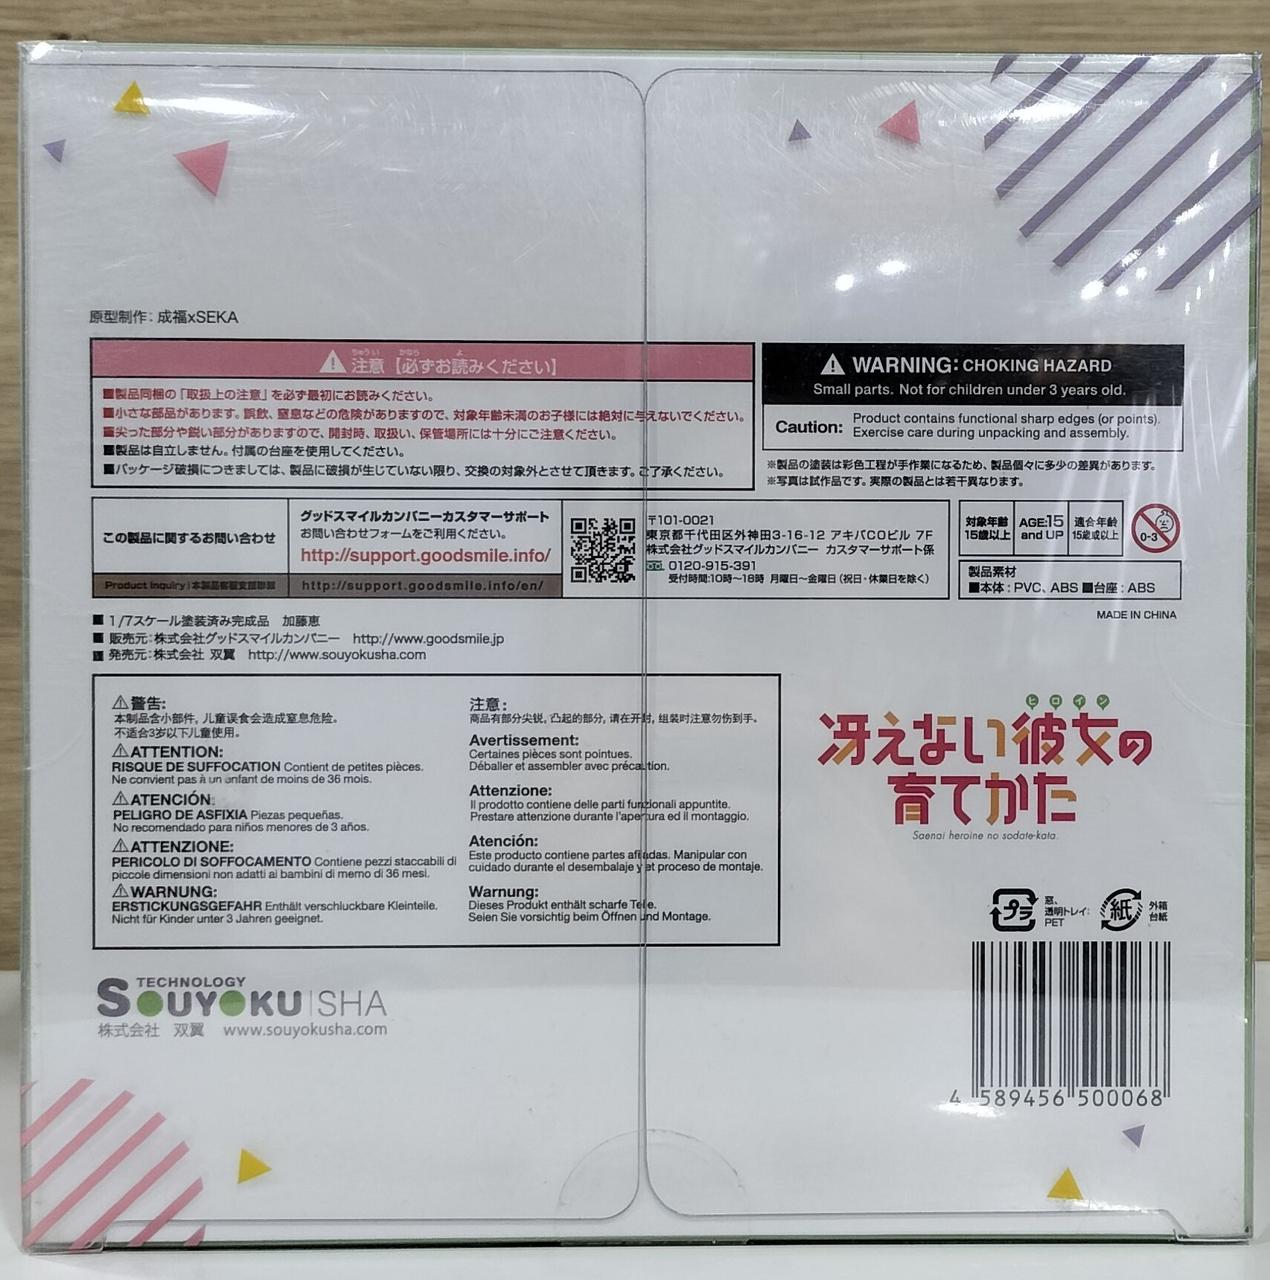 原型制作：成福xSEKA
注意【必ずお読みください】
■製品同梱の「取扱上の注意」を必ず最初にお読みください。
■小さな部品があります。誤飲、窒息などの危険がありますので、対象年齢未満のお子様には絶対に与えないでください。
■尖った部分や鋭い部分がありますので、開封時、取扱い、保管場所には十分にご注意ください。
■製品は自立しません。付属の台座を使用してください。
■パッケージ破損につきましては、製品に破損が生じていない限り、交換の対象外とさせて頂きます。ご了承ください。
WARNING: CHOKING HAZARD
Small parts. Not for children under 3 years old.
Caution: Product contains functional sharp edges (or points).
Exercise care during unpacking and assembly.
※製品の塗装は彩色工程が手作業になるため、製品個々に多少の差異があります。
※写真は試作品です。実際の製品とは若干異なります。
この製品に関するお問い合わせ
グッドスマイルカンパニーカスタマーサポート
お問い合わせフォームをご利用ください。
http://support.goodsmile.info/
Product inquiry | 本製品客服支援聯繫
http://support.goodsmile.info/en/
〒101-0021
東京都千代田区外神田3-16-12 アキバCOビル 7F
株式会社グッドスマイルカンパニー カスタマーサポート係
0120-915-391
受付時間:10時〜18時 月曜日〜金曜日（祝日・休業日を除く）
対象年齢 15歳以上
AGE:15 and UP
適合年齢 15歳或以上
0-3
製品素材
■本体：PVC、ABS ■台座：ABS
MADE IN CHINA
■ 1/7スケール塗装済み完成品 加藤恵
■ 販売元：株式会社グッドスマイルカンパニー http://www.goodsmile.jp
■ 発売元：株式会社 双翼 http://www.souyokusha.com
警告:
本制品含小部件, 儿童误食会造成窒息危险。
不适合3岁以下儿童使用。
ATTENTION:
RISQUE DE SUFFOCATION Contient de petites pièces.
Ne convient pas à un enfant de moins de 36 mois.
ATENCIÓN:
PELIGRO DE ASFIXIA Piezas pequeñas.
No recomendado para niños menores de 3 años.
ATTENZIONE:
PERICOLO DI SOFFOCAMENTO Contiene pezzi staccabili di
piccole dimensioni non adatti ai bambini di memo di 36 mesi.
WARNUNG:
ERSTICKUNGSGEFAHR Enthält verschluckbare Kleinteile.
Nicht für Kinder unter 3 Jahren geeignet.
注意：
商品有部分尖锐, 凸起的部分, 请在开封, 组装时注意勿伤到手。
Avertissement:
Certaines pièces sont pointues.
Déballer et assembler avec précaution.
Attenzione:
Il prodotto contiene delle parti funzionali appuntite.
Prestare attenzione durante l'apertura ed il montaggio.
Atención:
Este producto contiene partes afiladas. Manipular con
cuidado durante el desembalaje y et proceso de montaje.
Warnung:
Dieses Produkt enthält scharfe Teile.
Seien Sie vorsichtig beim Öffnen und Montage.
ヒロイン
冴えない彼女の
育てかた
Saenai heroine no sodate-kata.
プラ
窓、
透明トレイ:
PET
紙
外箱
台紙
TECHNOLOGY
SOUYOKU|SHA
株式会社 双翼 www.souyokusha.com
4 589456 500068